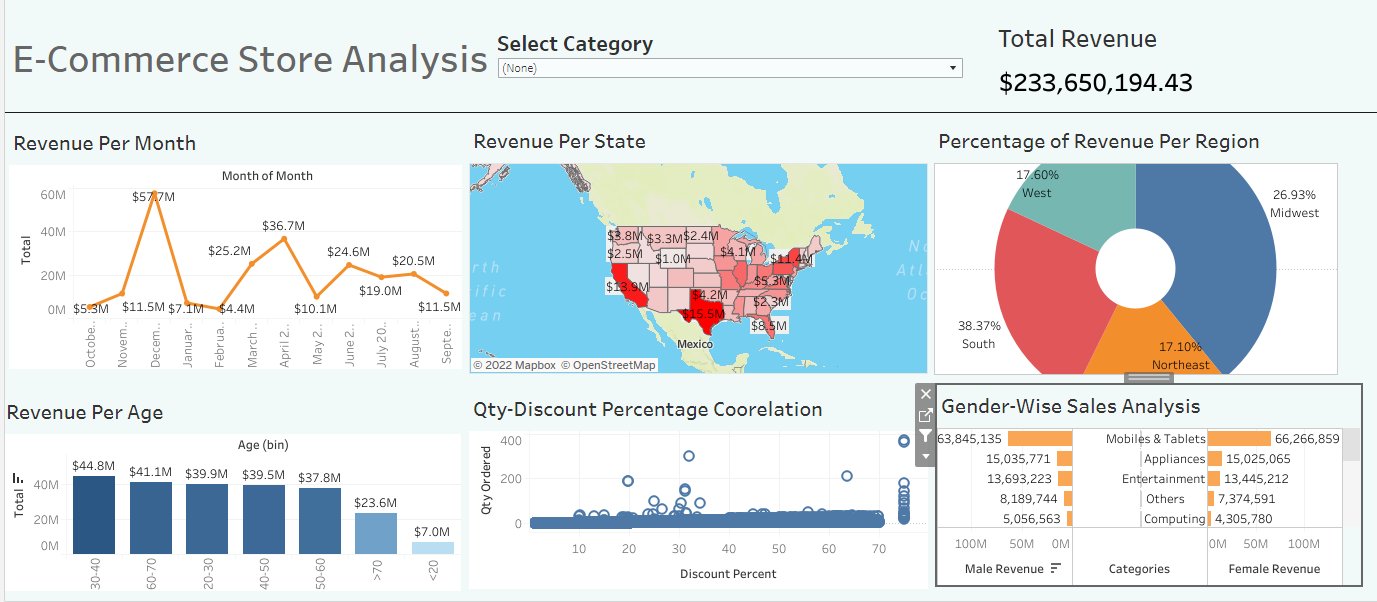 E-Commerce Store Analysis
Select Category
(None)
Total Revenue
$233,650,194.43
Revenue Per Month
Month of Month
Total
60M
40M
20M
0M
$5.3M
$11.5M
$57.7M
$7.1M
$4.4M
$25.2M
$36.7M
$10.1M
$24.6M
$19.0M
$20.5M
$11.5M
Octobe..
Novem..
Decem..
Januar..
Februa..
March ..
April 2..
May 2..
June 2..
July 20..
August..
Septe..
Revenue Per State
$3.8M
$3.3M
$2.4M
$2.5M
$1.0M
$4.1M
$11.4M
$13.9M
$5.3M
$4.2M
$2.3M
$15.5M
$8.5M
Mexico
© 2022 Mapbox © OpenStreetMap
Percentage of Revenue Per Region
17.60%
West
26.93%
Midwest
38.37%
South
17.10%
Northeast
Revenue Per Age
Age (bin)
Total
40M
20M
0M
$44.8M
$41.1M
$39.9M
$39.5M
$37.8M
$23.6M
$7.0M
30-40
60-70
20-30
40-50
50-60
>70
<20
Qty-Discount Percentage Coorelation
Qty Ordered
400
200
0
10 20 30 40 50 60 70
Discount Percent
Gender-Wise Sales Analysis
63,845,135 Mobiles & Tablets 66,266,859
15,035,771 Appliances 15,025,065
13,693,223 Entertainment 13,445,212
8,189,744 Others 7,374,591
5,056,563 Computing 4,305,780
100M 50M 0M 0M 50M 100M
Male Revenue Categories Female Revenue